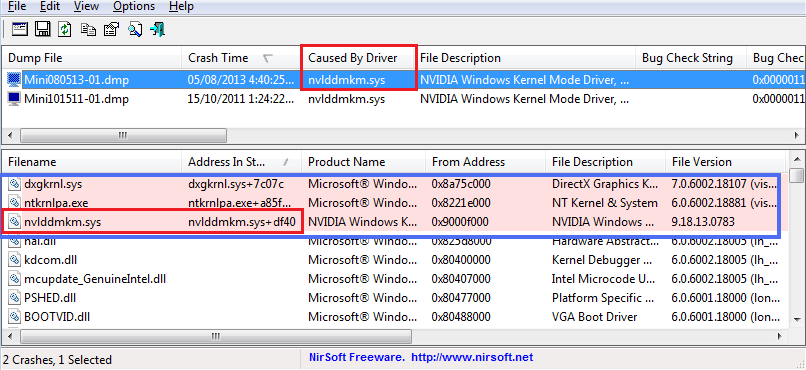 File Edit View Options Help
Dump File Crash Time Caused By Driver File Description Bug Check String Bug Check
Mini080513-01.dmp 05/08/2013 4:40:25... nvlddmkm.sys NVIDIA Windows Kernel Mode Driver, ... 0x0000011
Mini101511-01.dmp 15/10/2011 1:24:22... nvlddmkm.sys NVIDIA Windows Kernel Mode Driver, ... 0x0000011
Filename Address In St... Product Name From Address File Description File Version
dxgkrnl.sys dxgkrnl.sys+7c07c Microsoft® Windo... 0x8a75c000 DirectX Graphics K... 7.0.6002.18107 (vis...
ntkrnlpa.exe ntkrnlpa.exe+a85f... Microsoft® Windo... 0x8221e000 NT Kernel & System 6.0.6002.18881 (lh_...
nvlddmkm.sys nvlddmkm.sys+df40 NVIDIA Windows K... 0x9000f000 NVIDIA Windows ... 9.18.13.0783
hal.dll Microsoft® Windo... 0x825d8000 Hardware Abstract... 6.0.6002.18005 (lh_...
kdcom.dll Microsoft® Windo... 0x80400000 Kernel Debugger ... 6.0.6001.18000 (lh_...
mcupdate_GenuineIntel.dll Microsoft® Windo... 0x80407000 Intel Microcode U... 6.0.6002.18005 (lh_...
PSHED.dll Microsoft® Windo... 0x80477000 Platform Specific ... 6.0.6002.18005 (lh_...
BOOTVID.dll Microsoft® Windo... 0x80488000 VGA Boot Driver 6.0.6001.18000 (lon...
2 Crashes, 1 Selected NirSoft Freeware. http://www.nirsoft.net